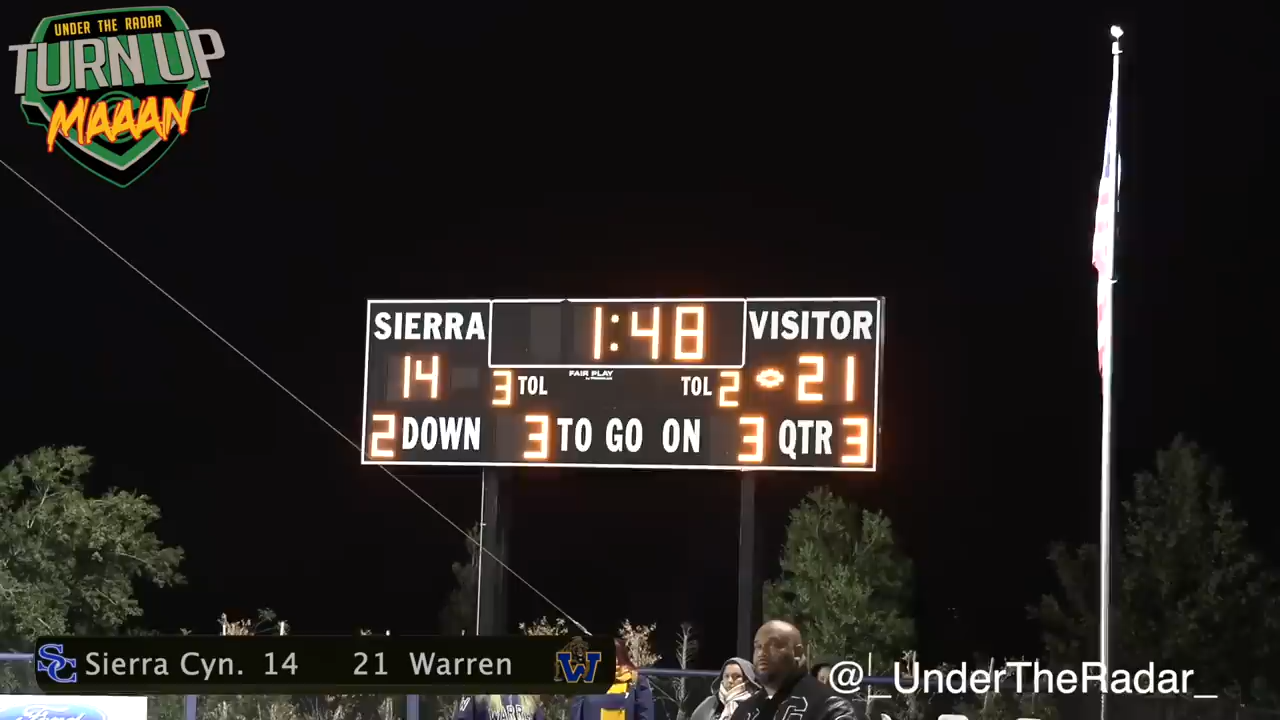 UNDER THE RADAR
TURN UP
MAAAN
SIERRA 1:48 VISITOR
14 3 TOL FAIR PLAY TOL 2 21
2 DOWN 3 TO GO ON 3 QTR 3
SC Sierra Cyn. 14 21 Warren W
@_UnderTheRadar_
Ford